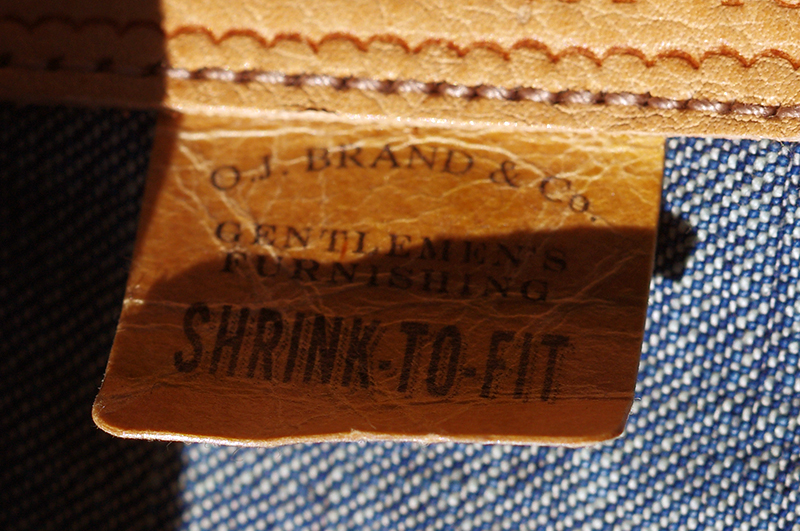 O.J. BRAND & Co.
GENTLEMEN'S
FURNISHING
SHRINK-TO-FIT